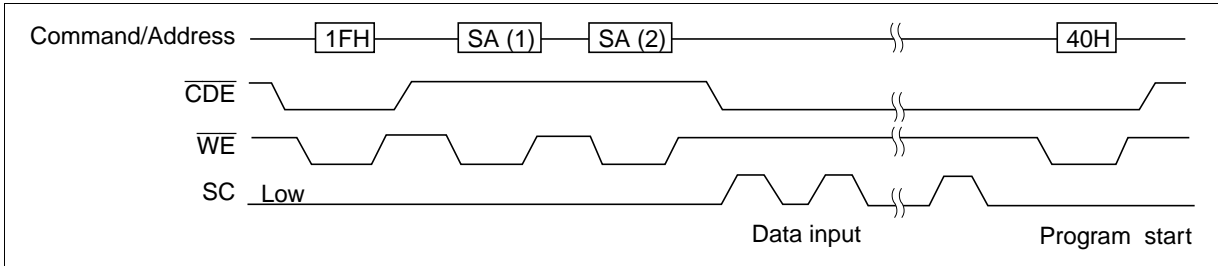 Command/Address 1FH SA (1) SA (2) 40H
CDE
WE
SC Low
Data input Program start